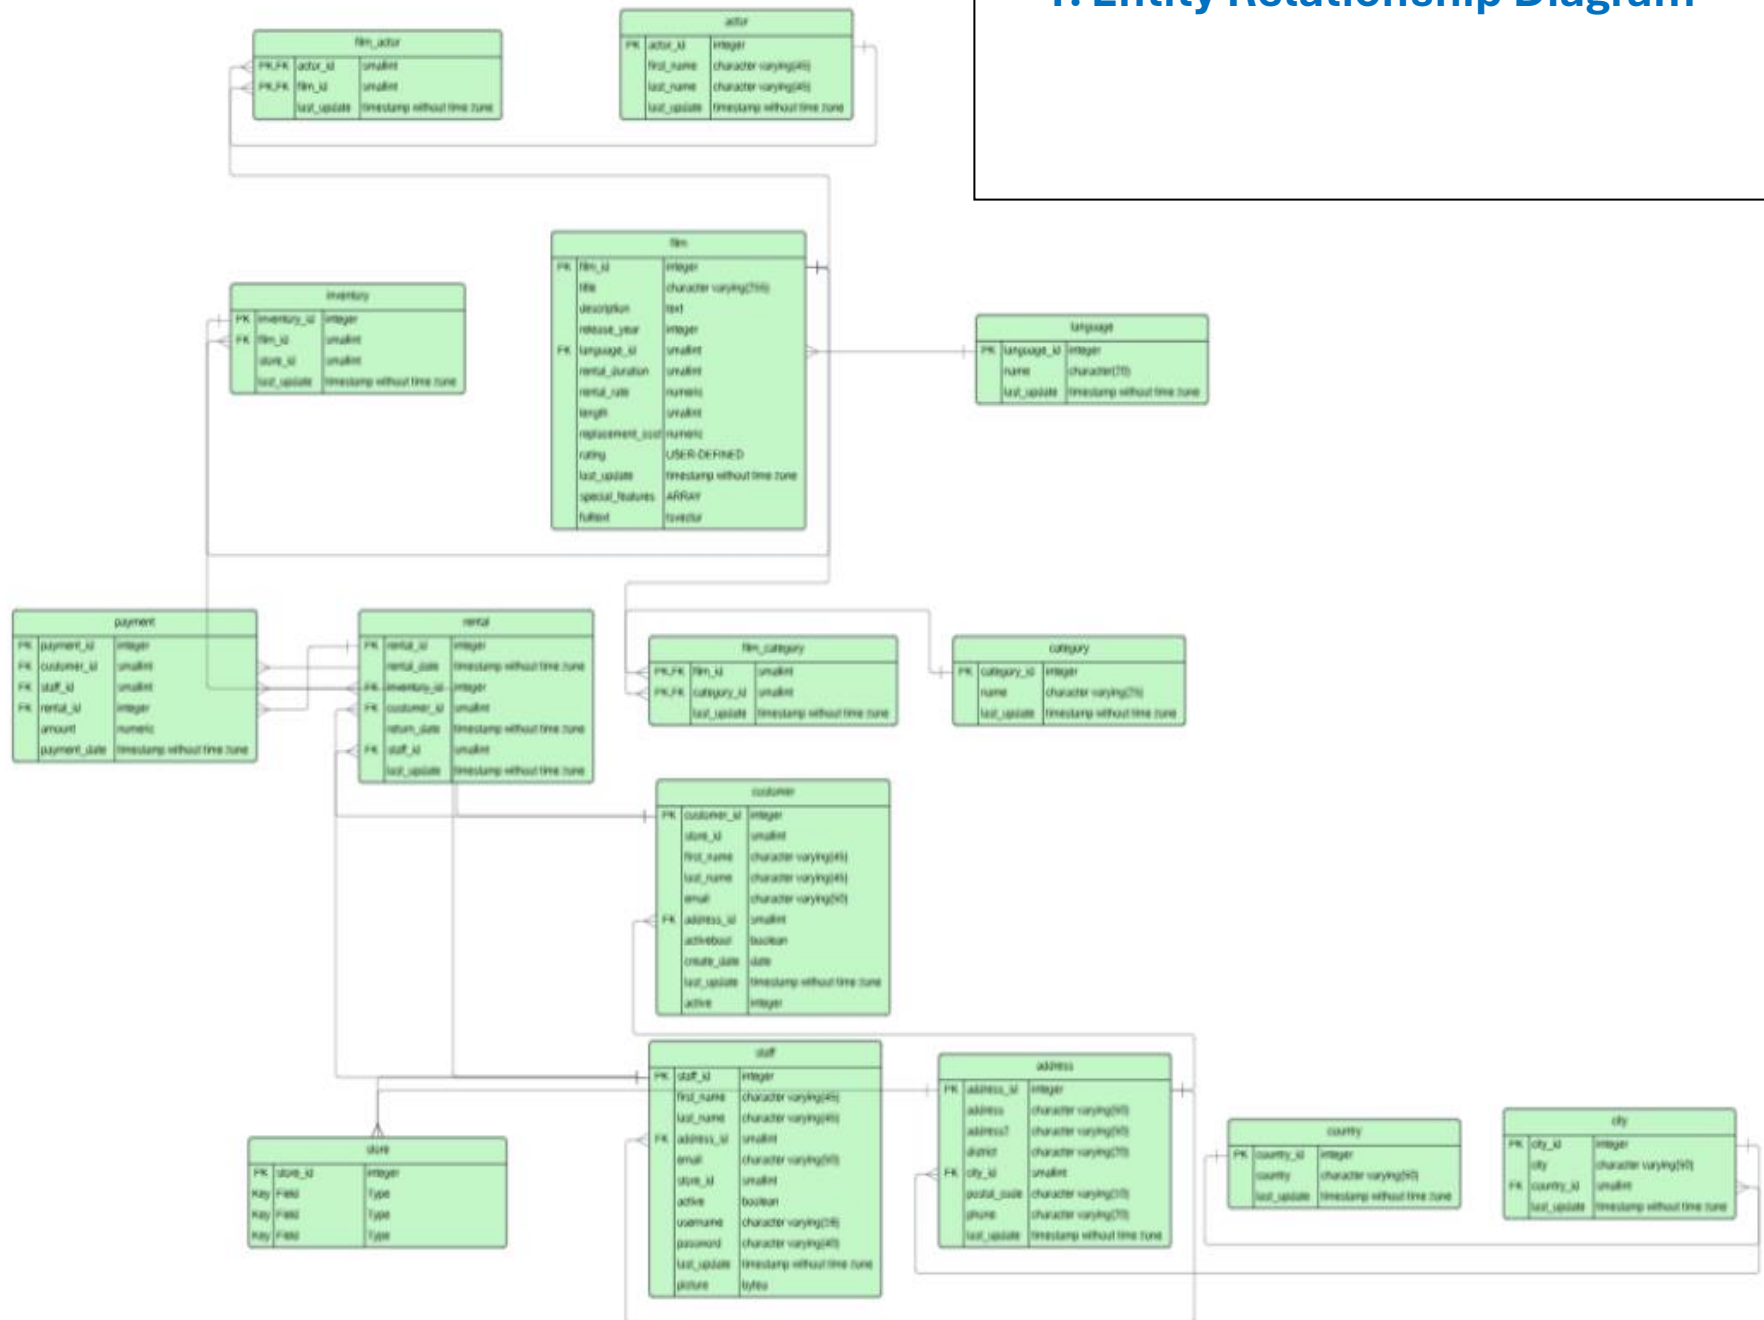 1. Entity Relationship Diagram
film_actor
PK,FK actor_id smallint
PK,FK film_id smallint
last_update timestamp without time zone
actor
PK actor_id integer
first_name character varying(45)
last_name character varying(45)
last_update timestamp without time zone
film
PK film_id integer
title character varying(255)
description text
release_year integer
FK language_id smallint
rental_duration smallint
rental_rate numeric
length smallint
replacement_cost numeric
rating USER-DEFINED
last_update timestamp without time zone
special_features ARRAY
fulltext tsvector
inventory
PK inventory_id integer
FK film_id smallint
store_id smallint
last_update timestamp without time zone
language
PK language_id integer
name character(20)
last_update timestamp without time zone
payment
PK payment_id integer
FK customer_id smallint
FK staff_id smallint
FK rental_id integer
amount numeric
payment_date timestamp without time zone
rental
PK rental_id integer
rental_date timestamp without time zone
FK inventory_id integer
FK customer_id smallint
return_date timestamp without time zone
FK staff_id smallint
last_update timestamp without time zone
film_category
PK,FK film_id smallint
PK,FK category_id smallint
last_update timestamp without time zone
category
PK category_id integer
name character varying(25)
last_update timestamp without time zone
customer
PK customer_id integer
store_id smallint
first_name character varying(45)
last_name character varying(45)
email character varying(50)
FK address_id smallint
activebool boolean
create_date date
last_update timestamp without time zone
active integer
staff
PK staff_id integer
first_name character varying(45)
last_name character varying(45)
FK address_id smallint
email character varying(50)
store_id smallint
active boolean
username character varying(16)
password character varying(40)
last_update timestamp without time zone
picture bytea
address
PK address_id integer
address character varying(50)
address2 character varying(50)
district character varying(20)
FK city_id smallint
postal_code character varying(10)
phone character varying(20)
last_update timestamp without time zone
country
PK country_id integer
country character varying(50)
last_update timestamp without time zone
city
PK city_id integer
city character varying(50)
FK country_id smallint
last_update timestamp without time zone
store
PK store_id integer
Key Field Type
Key Field Type
Key Field Type